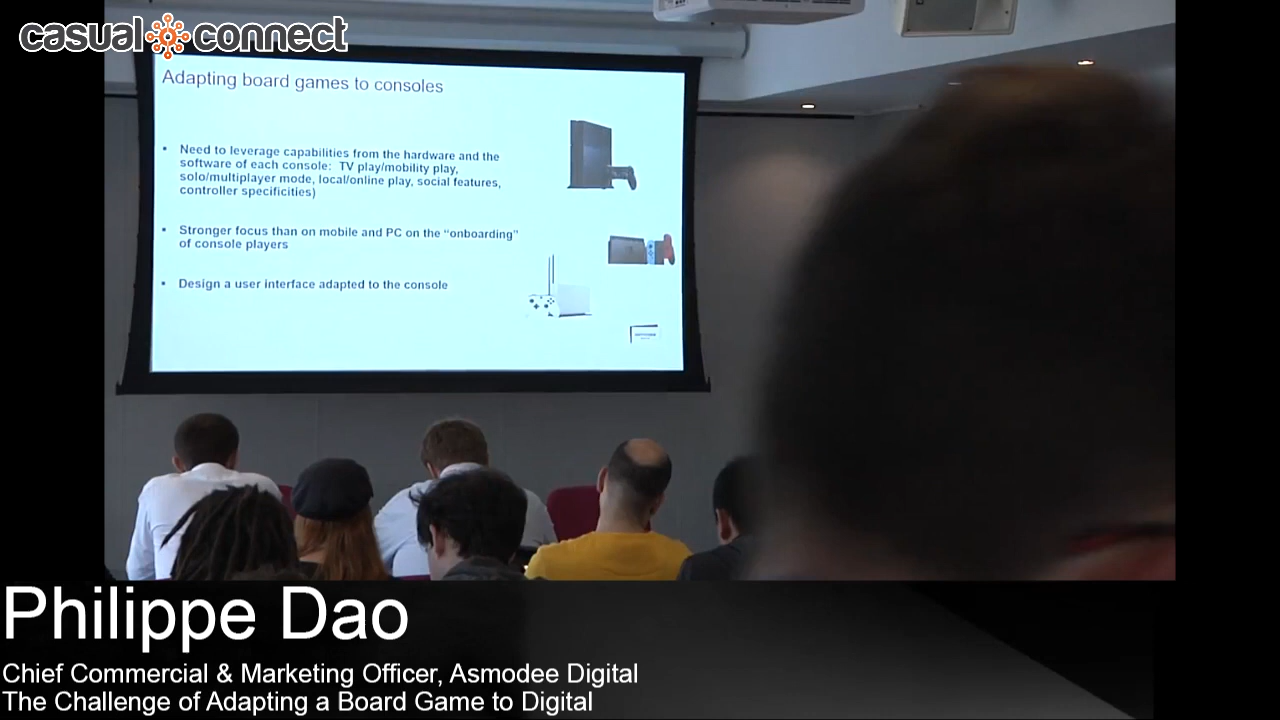 casual connect
Adapting board games to consoles
• Need to leverage capabilities from the hardware and the
software of each console: TV play/mobility play,
solo/multiplayer mode, local/online play, social features,
controller specificities)
• Stronger focus than on mobile and PC on the “onboarding”
of console players
• Design a user interface adapted to the console
Philippe Dao
Chief Commercial & Marketing Officer, Asmodee Digital
The Challenge of Adapting a Board Game to Digital